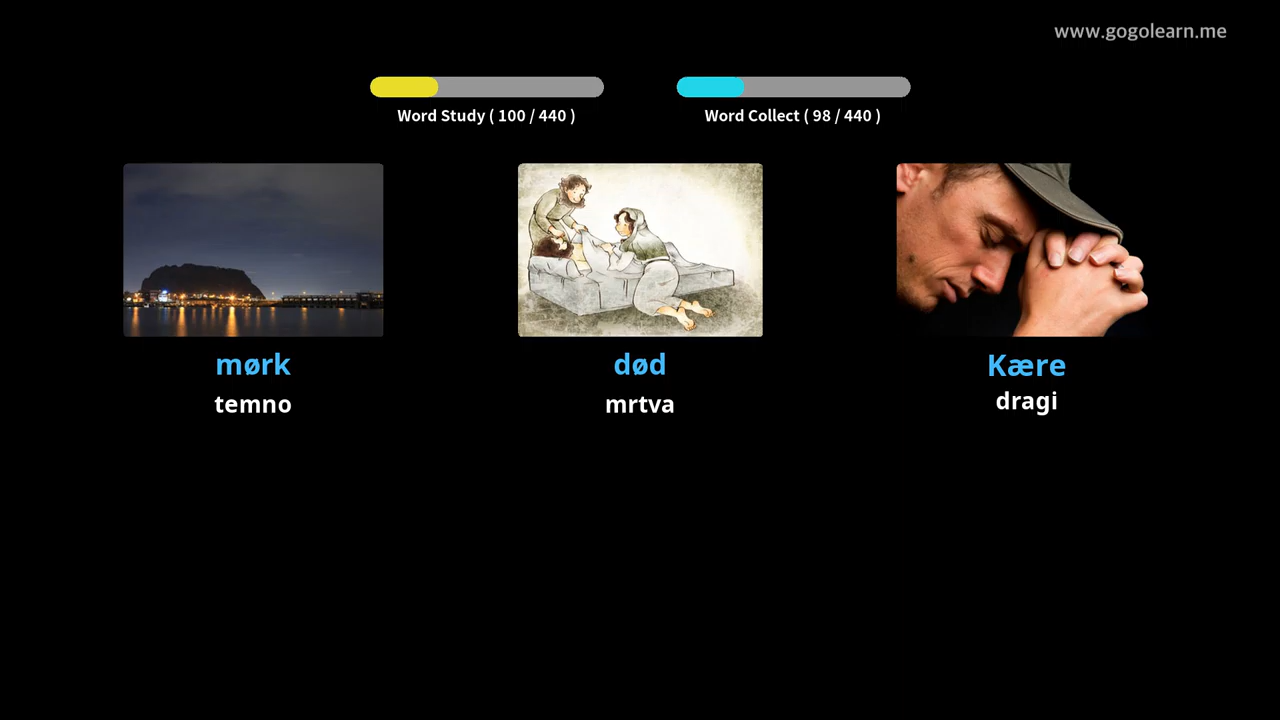 www.gogolearn.me
Word Study ( 100 / 440 )
Word Collect ( 98 / 440 )
mørk
død
Kære
temno
mrtva
dragi